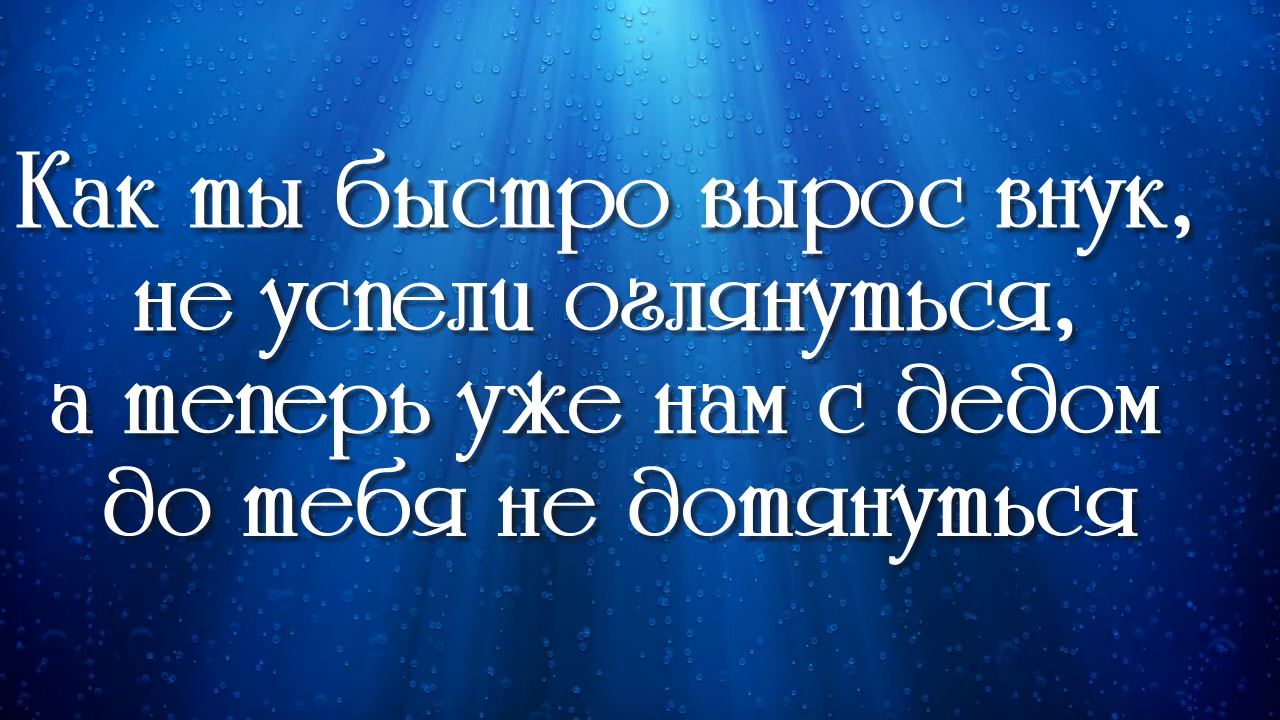 Как ты быстро вырос внук,
не успели оглянуться,
а теперь уже нам с дедом
до тебя не дотянуться